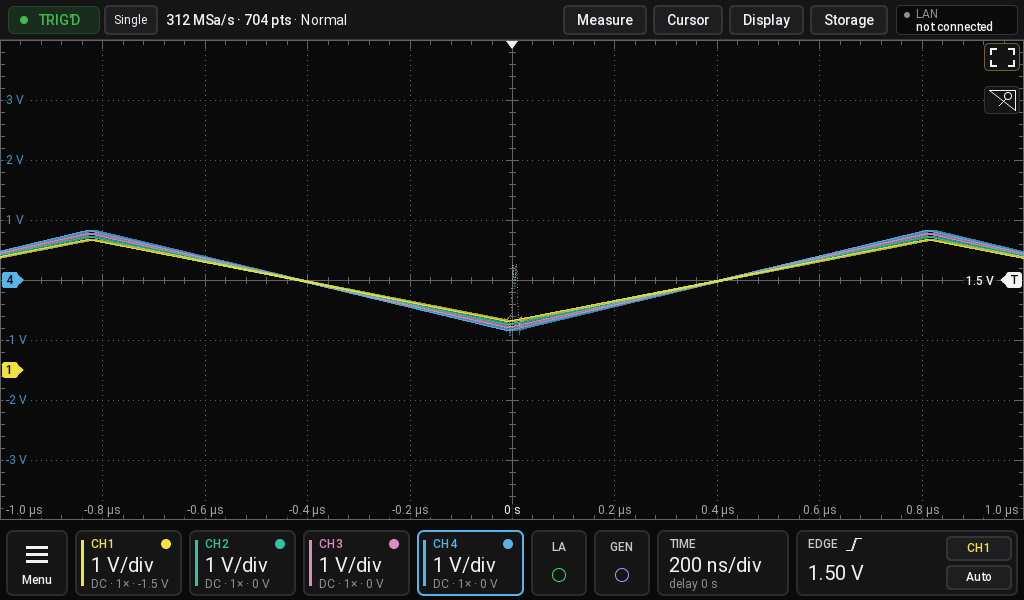 TRIG'D Single 312 MSa/s · 704 pts · Normal Measure Cursor Display Storage LAN
not connected
3 V
2 V
1 V
4 1.5 V T
-1 V
1
-2 V
-3 V
-1.0 µs -0.8 µs -0.6 µs -0.4 µs -0.2 µs 0 s 0.2 µs 0.4 µs 0.6 µs 0.8 µs 1.0 µs
Menu
CH1
1 V/div
DC · 1× · -1.5 V
CH2
1 V/div
DC · 1× · 0 V
CH3
1 V/div
DC · 1× · 0 V
CH4
1 V/div
DC · 1× · 0 V
LA
GEN
TIME
200 ns/div
delay 0 s
EDGE
1.50 V
CH1
Auto